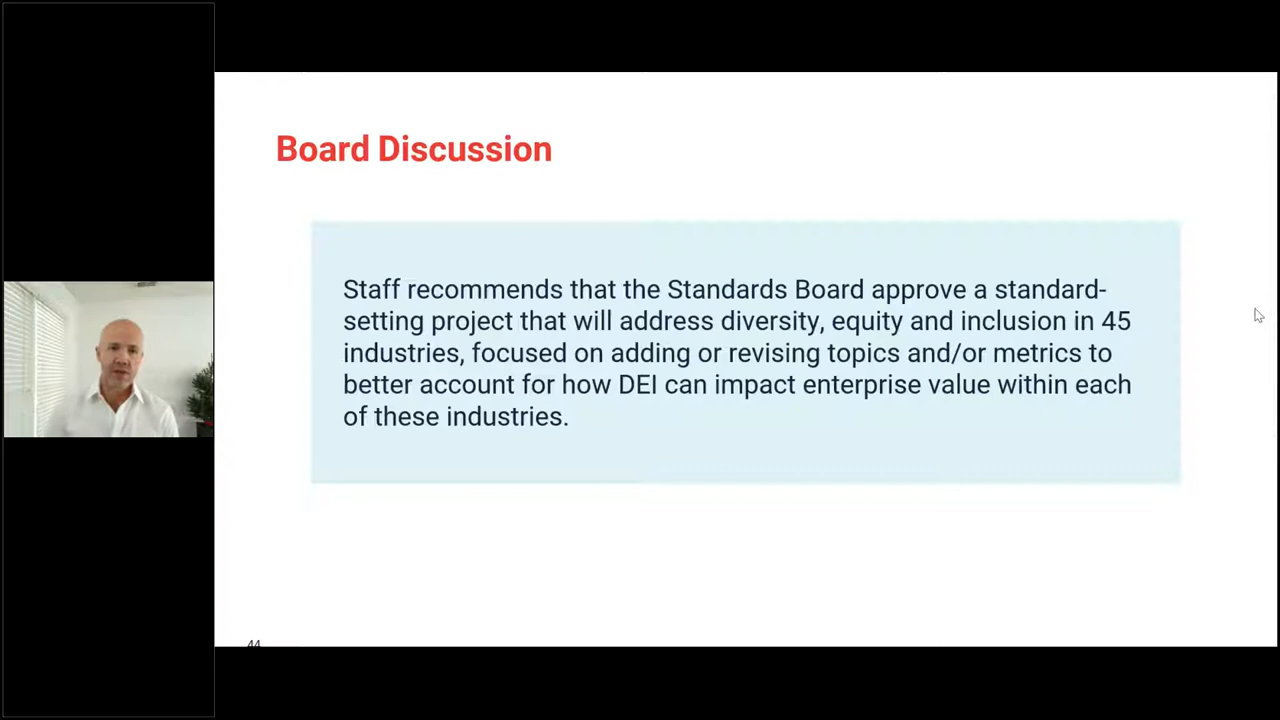 Board Discussion
Staff recommends that the Standards Board approve a standard-
setting project that will address diversity, equity and inclusion in 45
industries, focused on adding or revising topics and/or metrics to
better account for how DEI can impact enterprise value within each
of these industries.
44